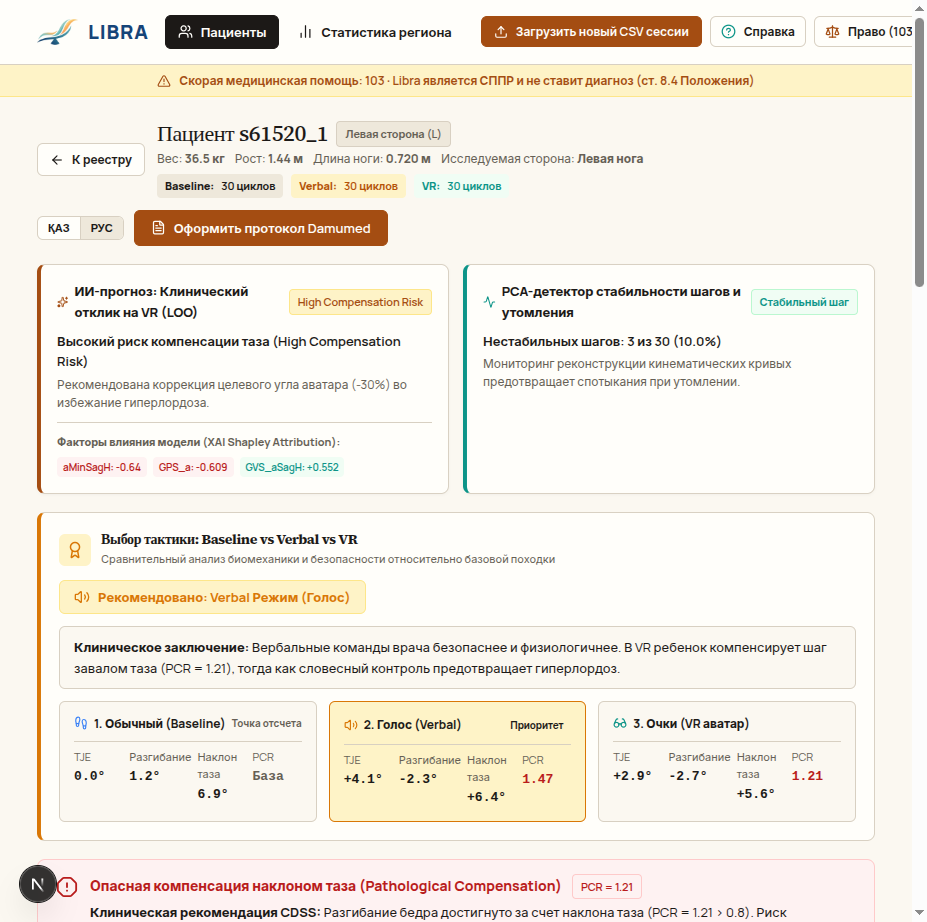 LIBRA
Пациенты
Статистика региона
Загрузить новый CSV сессии
Справка
Право (103
Скорая медицинская помощь: 103 · Libra является СППР и не ставит диагноз (ст. 8.4 Положения)
К реестру
Пациент s61520_1
Левая сторона (L)
Вес: 36.5 кг Рост: 1.44 м Длина ноги: 0.720 м Исследуемая сторона: Левая нога
Baseline: 30 циклов
Verbal: 30 циклов
VR: 30 циклов
ҚАЗ
РУС
Оформить протокол Damumed
ИИ-прогноз: Клинический
отклик на VR (LOO)
High Compensation Risk
Высокий риск компенсации таза (High Compensation
Risk)
Рекомендована коррекция целевого угла аватара (-30%) во
избежание гиперлордоза.
Факторы влияния модели (XAI Shapley Attribution):
aMinSagH: -0.64
GPS_a: -0.609
GVS_aSagH: +0.552
PCA-детектор стабильности шагов и
утомления
Стабильный шаг
Нестабильных шагов: 3 из 30 (10.0%)
Мониторинг реконструкции кинематических кривых
предотвращает спотыкания при утомлении.
Выбор тактики: Baseline vs Verbal vs VR
Сравнительный анализ биомеханики и безопасности относительно базовой походки
Рекомендовано: Verbal Режим (Голос)
Клиническое заключение: Вербальные команды врача безопаснее и физиологичнее. В VR ребенок компенсирует шаг
завалом таза (PCR = 1.21), тогда как словесный контроль предотвращает гиперлордоз.
1. Обычный (Baseline)
Точка отсчета
TJE
0.0°
Разгибание
1.2°
Наклон
таза
6.9°
PCR
База
2. Голос (Verbal)
Приоритет
TJE
+4.1°
Разгибание
-2.3°
Наклон
таза
+6.4°
PCR
1.47
3. Очки (VR аватар)
TJE
+2.9°
Разгибание
-2.7°
Наклон
таза
+5.6°
PCR
1.21
N
Опасная компенсация наклоном таза (Pathological Compensation)
PCR = 1.21
Клиническая рекомендация CDSS: Разгибание бедра достигнуто за счет наклона таза (PCR = 1.21 > 0.8). Риск